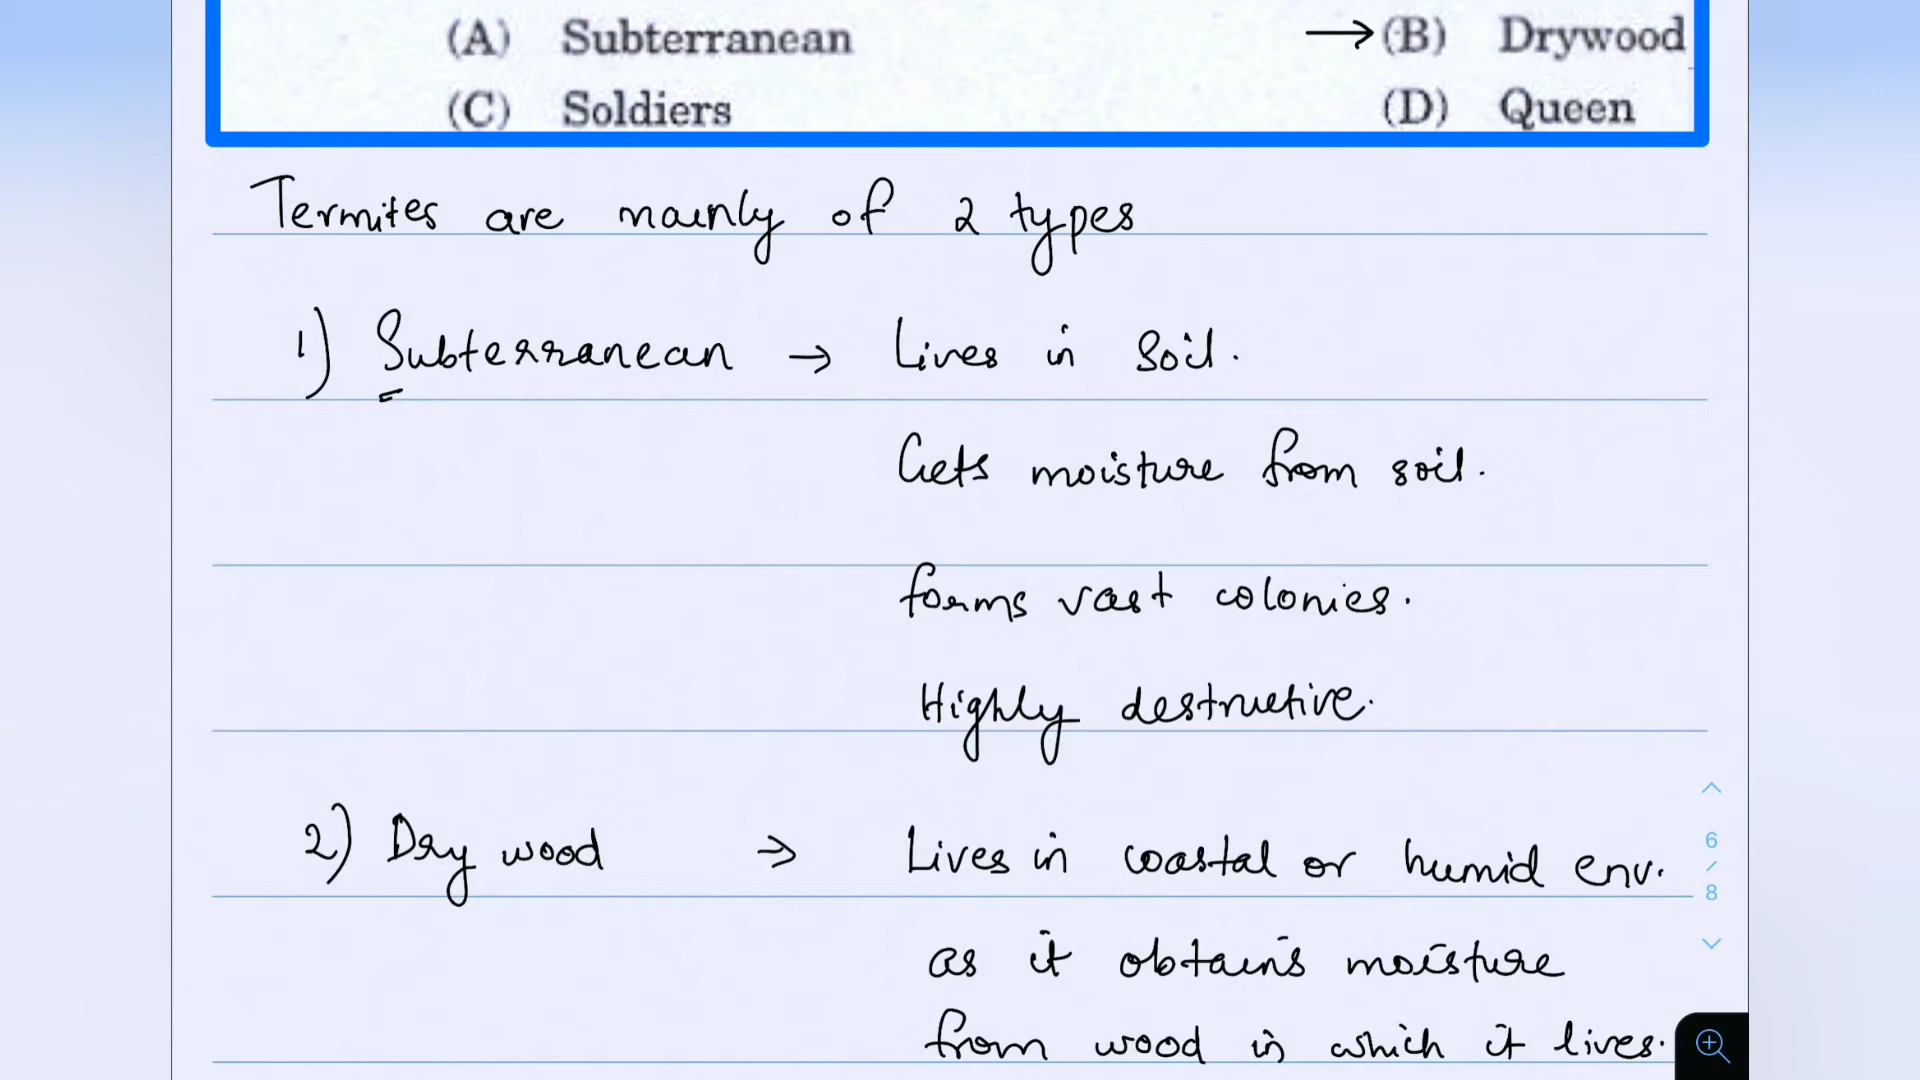 (A) Subterranean → (B) Drywood
(C) Soldiers (D) Queen
Termites are mainly of 2 types
1) Subterranean → Lives in soil.
Gets moisture from soil.
forms vast colonies.
Highly destructive.
2) Dry wood → Lives in coastal or humid env.
as it obtains moisture
from wood in which it lives.
6
/
8